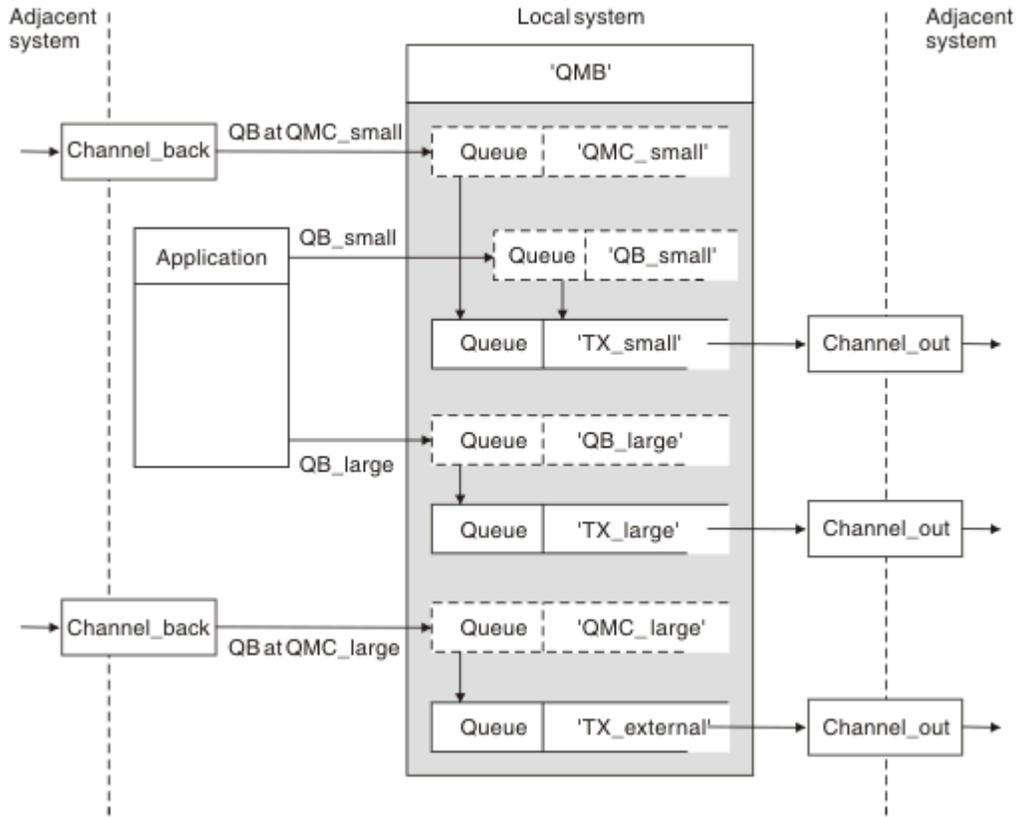 Adjacent
system
Local system
Adjacent
system
'QMB'
Channel_back
QB at QMC_small
Queue
'QMC_small'
Application
QB_small
Queue
'QB_small'
Queue
'TX_small'
Channel_out
QB_large
Queue
'QB_large'
Queue
'TX_large'
Channel_out
Channel_back
QB at QMC_large
Queue
'QMC_large'
Queue
'TX_external'
Channel_out